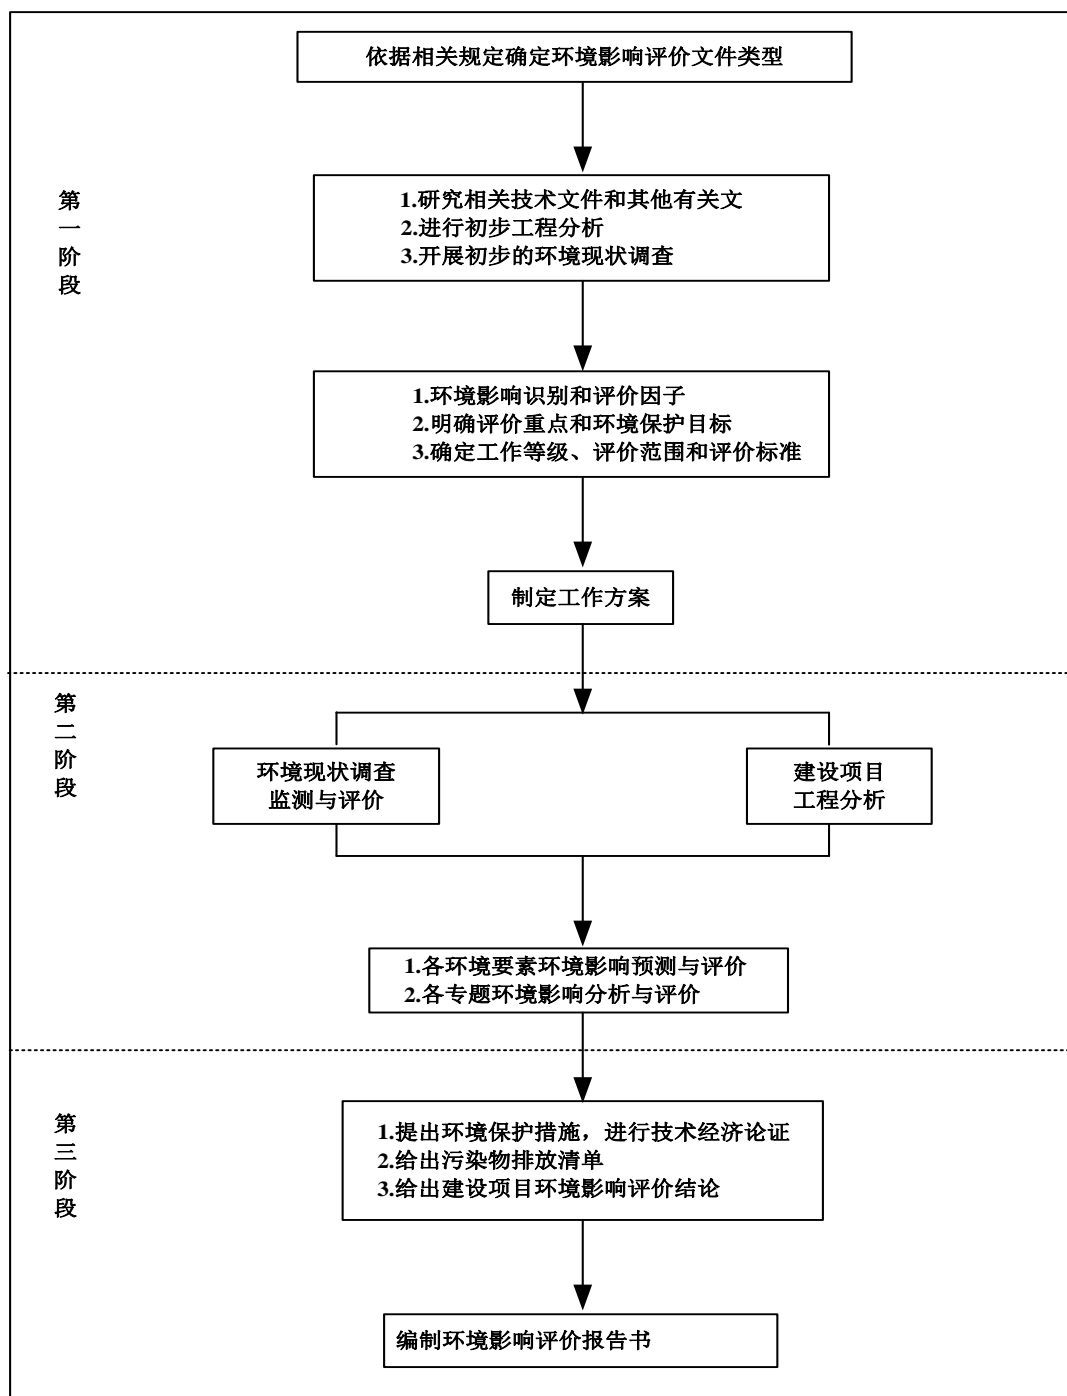 依据相关规定确定环境影响评价文件类型
第一阶段
1.研究相关技术文件和其他有关文
2.进行初步工程分析
3.开展初步的环境现状调查
1.环境影响识别和评价因子
2.明确评价重点和环境保护目标
3.确定工作等级、评价范围和评价标准
制定工作方案
第二阶段
环境现状调查
监测与评价
建设项目
工程分析
1.各环境要素环境影响预测与评价
2.各专题环境影响分析与评价
第三阶段
1.提出环境保护措施，进行技术经济论证
2.给出污染物排放清单
3.给出建设项目环境影响评价结论
编制环境影响评价报告书